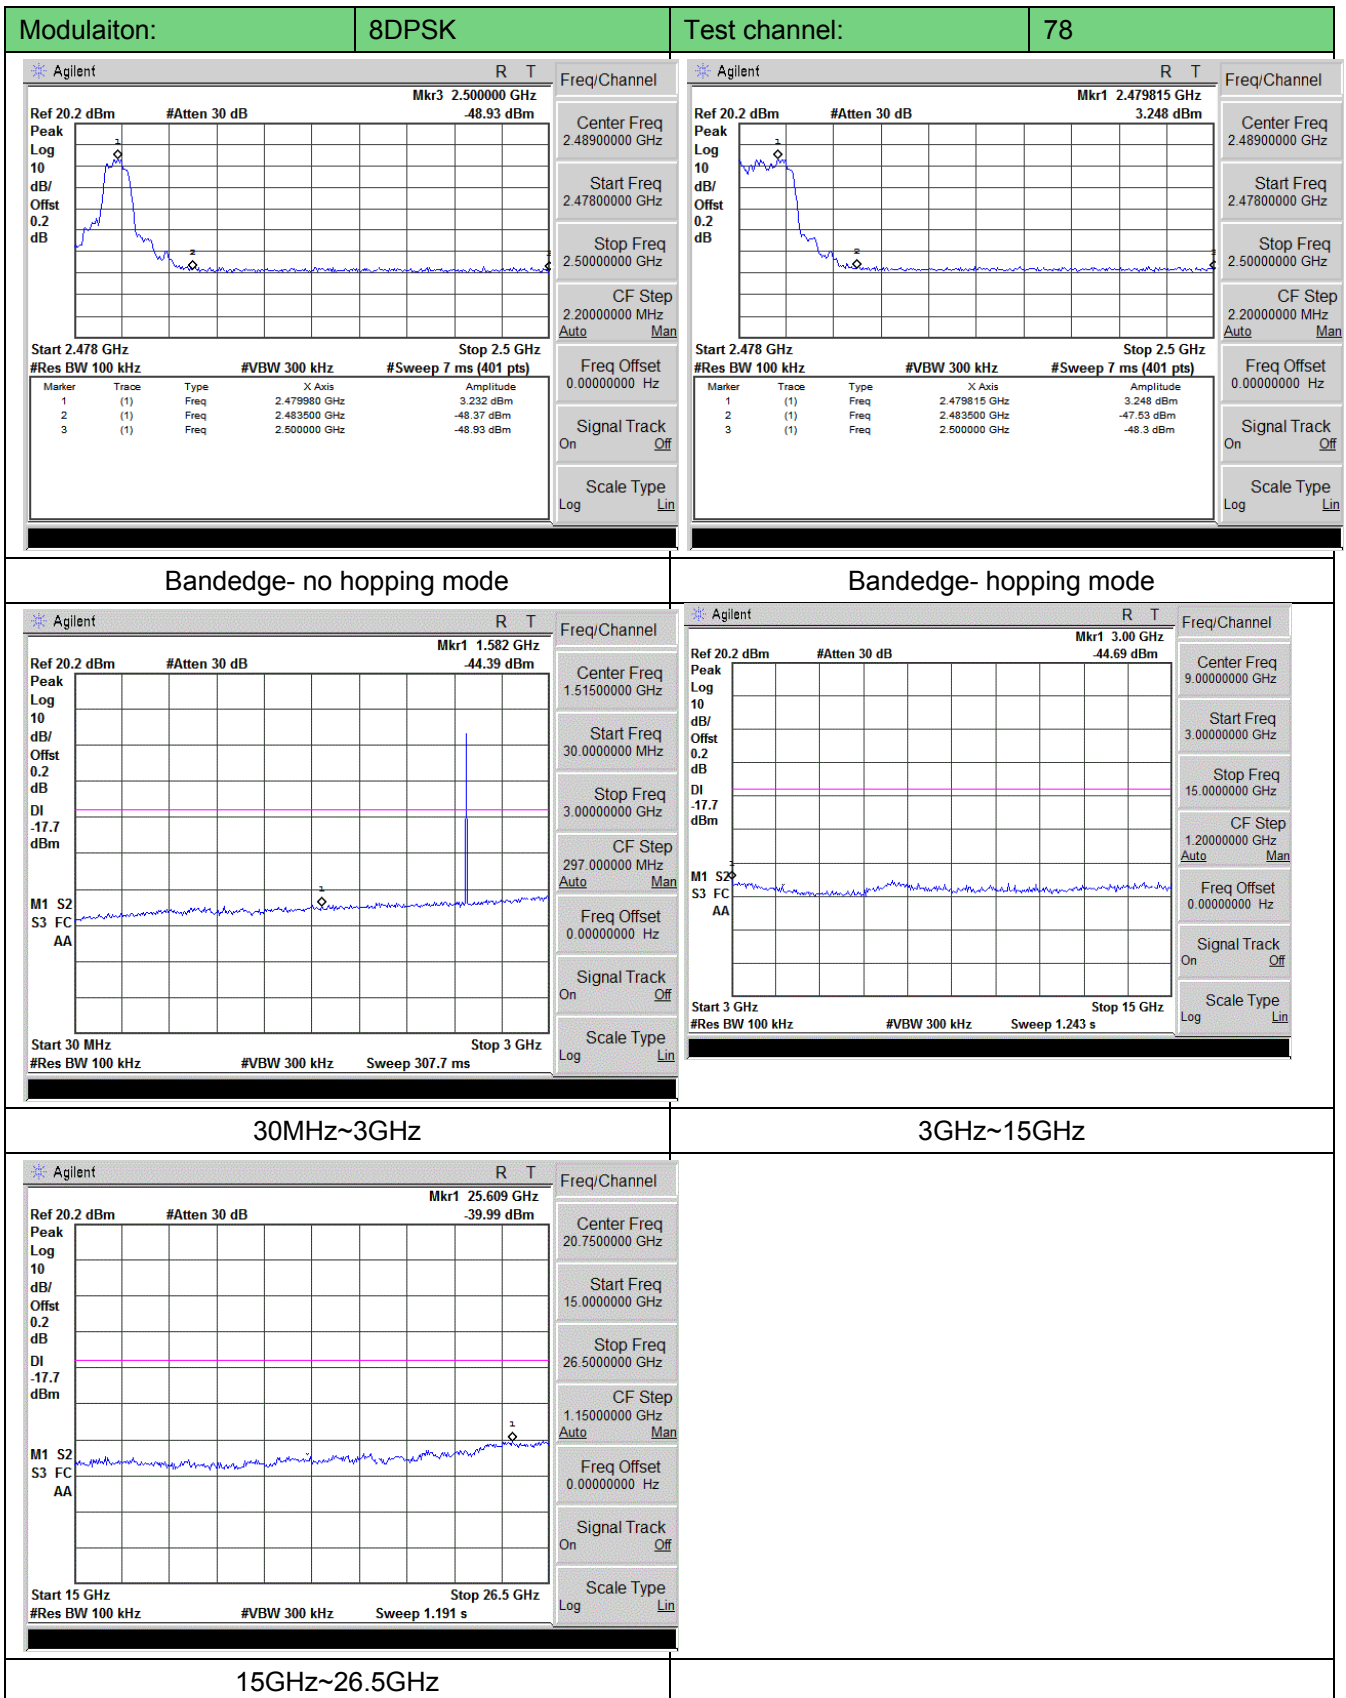 Modulaiton: 8DPSK Test channel: 78
Agilent R T
Mkr3 2.500000 GHz
Ref 20.2 dBm #Atten 30 dB -48.93 dBm
Peak
Log
10
dB/
Offst
0.2
dB
1
2
Start 2.478 GHz Stop 2.5 GHz
#Res BW 100 kHz #VBW 300 kHz #Sweep 7 ms (401 pts)
Marker Trace Type X Axis Amplitude
1 (1) Freq 2.479980 GHz 3.232 dBm
2 (1) Freq 2.483500 GHz -48.37 dBm
3 (1) Freq 2.500000 GHz -48.93 dBm
Freq/Channel
Center Freq
2.48900000 GHz
Start Freq
2.47800000 GHz
Stop Freq
2.50000000 GHz
CF Step
2.20000000 MHz
Auto Man
Freq Offset
0.00000000 Hz
Signal Track
On Off
Scale Type
Log Lin
Agilent R T
Mkr1 2.479815 GHz
Ref 20.2 dBm #Atten 30 dB 3.248 dBm
Peak
Log
10
dB/
Offst
0.2
dB
1
2
Start 2.478 GHz Stop 2.5 GHz
#Res BW 100 kHz #VBW 300 kHz #Sweep 7 ms (401 pts)
Marker Trace Type X Axis Amplitude
1 (1) Freq 2.479815 GHz 3.248 dBm
2 (1) Freq 2.483500 GHz -47.53 dBm
3 (1) Freq 2.500000 GHz -48.3 dBm
Freq/Channel
Center Freq
2.48900000 GHz
Start Freq
2.47800000 GHz
Stop Freq
2.50000000 GHz
CF Step
2.20000000 MHz
Auto Man
Freq Offset
0.00000000 Hz
Signal Track
On Off
Scale Type
Log Lin
Bandedge- no hopping mode Bandedge- hopping mode
Agilent R T
Mkr1 1.582 GHz
Ref 20.2 dBm #Atten 30 dB -44.39 dBm
Peak
Log
10
dB/
Offst
0.2
dB
DI
-17.7
dBm
1
M1 S2
S3 FC
AA
Start 30 MHz Stop 3 GHz
#Res BW 100 kHz #VBW 300 kHz Sweep 307.7 ms
Freq/Channel
Center Freq
1.51500000 GHz
Start Freq
30.0000000 MHz
Stop Freq
3.00000000 GHz
CF Step
297.000000 MHz
Auto Man
Freq Offset
0.00000000 Hz
Signal Track
On Off
Scale Type
Log Lin
Agilent R T
Mkr1 3.00 GHz
Ref 20.2 dBm #Atten 30 dB -44.69 dBm
Peak
Log
10
dB/
Offst
0.2
dB
DI
-17.7
dBm
M1 S2
S3 FC
AA
Start 3 GHz Stop 15 GHz
#Res BW 100 kHz #VBW 300 kHz Sweep 1.243 s
Freq/Channel
Center Freq
9.00000000 GHz
Start Freq
3.00000000 GHz
Stop Freq
15.0000000 GHz
CF Step
1.20000000 GHz
Auto Man
Freq Offset
0.00000000 Hz
Signal Track
On Off
Scale Type
Log Lin
30MHz~3GHz 3GHz~15GHz
Agilent R T
Mkr1 25.609 GHz
Ref 20.2 dBm #Atten 30 dB -39.99 dBm
Peak
Log
10
dB/
Offst
0.2
dB
DI
-17.7
dBm
1
M1 S2
S3 FC
AA
Start 15 GHz Stop 26.5 GHz
#Res BW 100 kHz #VBW 300 kHz Sweep 1.191 s
Freq/Channel
Center Freq
20.7500000 GHz
Start Freq
15.0000000 GHz
Stop Freq
26.5000000 GHz
CF Step
1.15000000 GHz
Auto Man
Freq Offset
0.00000000 Hz
Signal Track
On Off
Scale Type
Log Lin
15GHz~26.5GHz